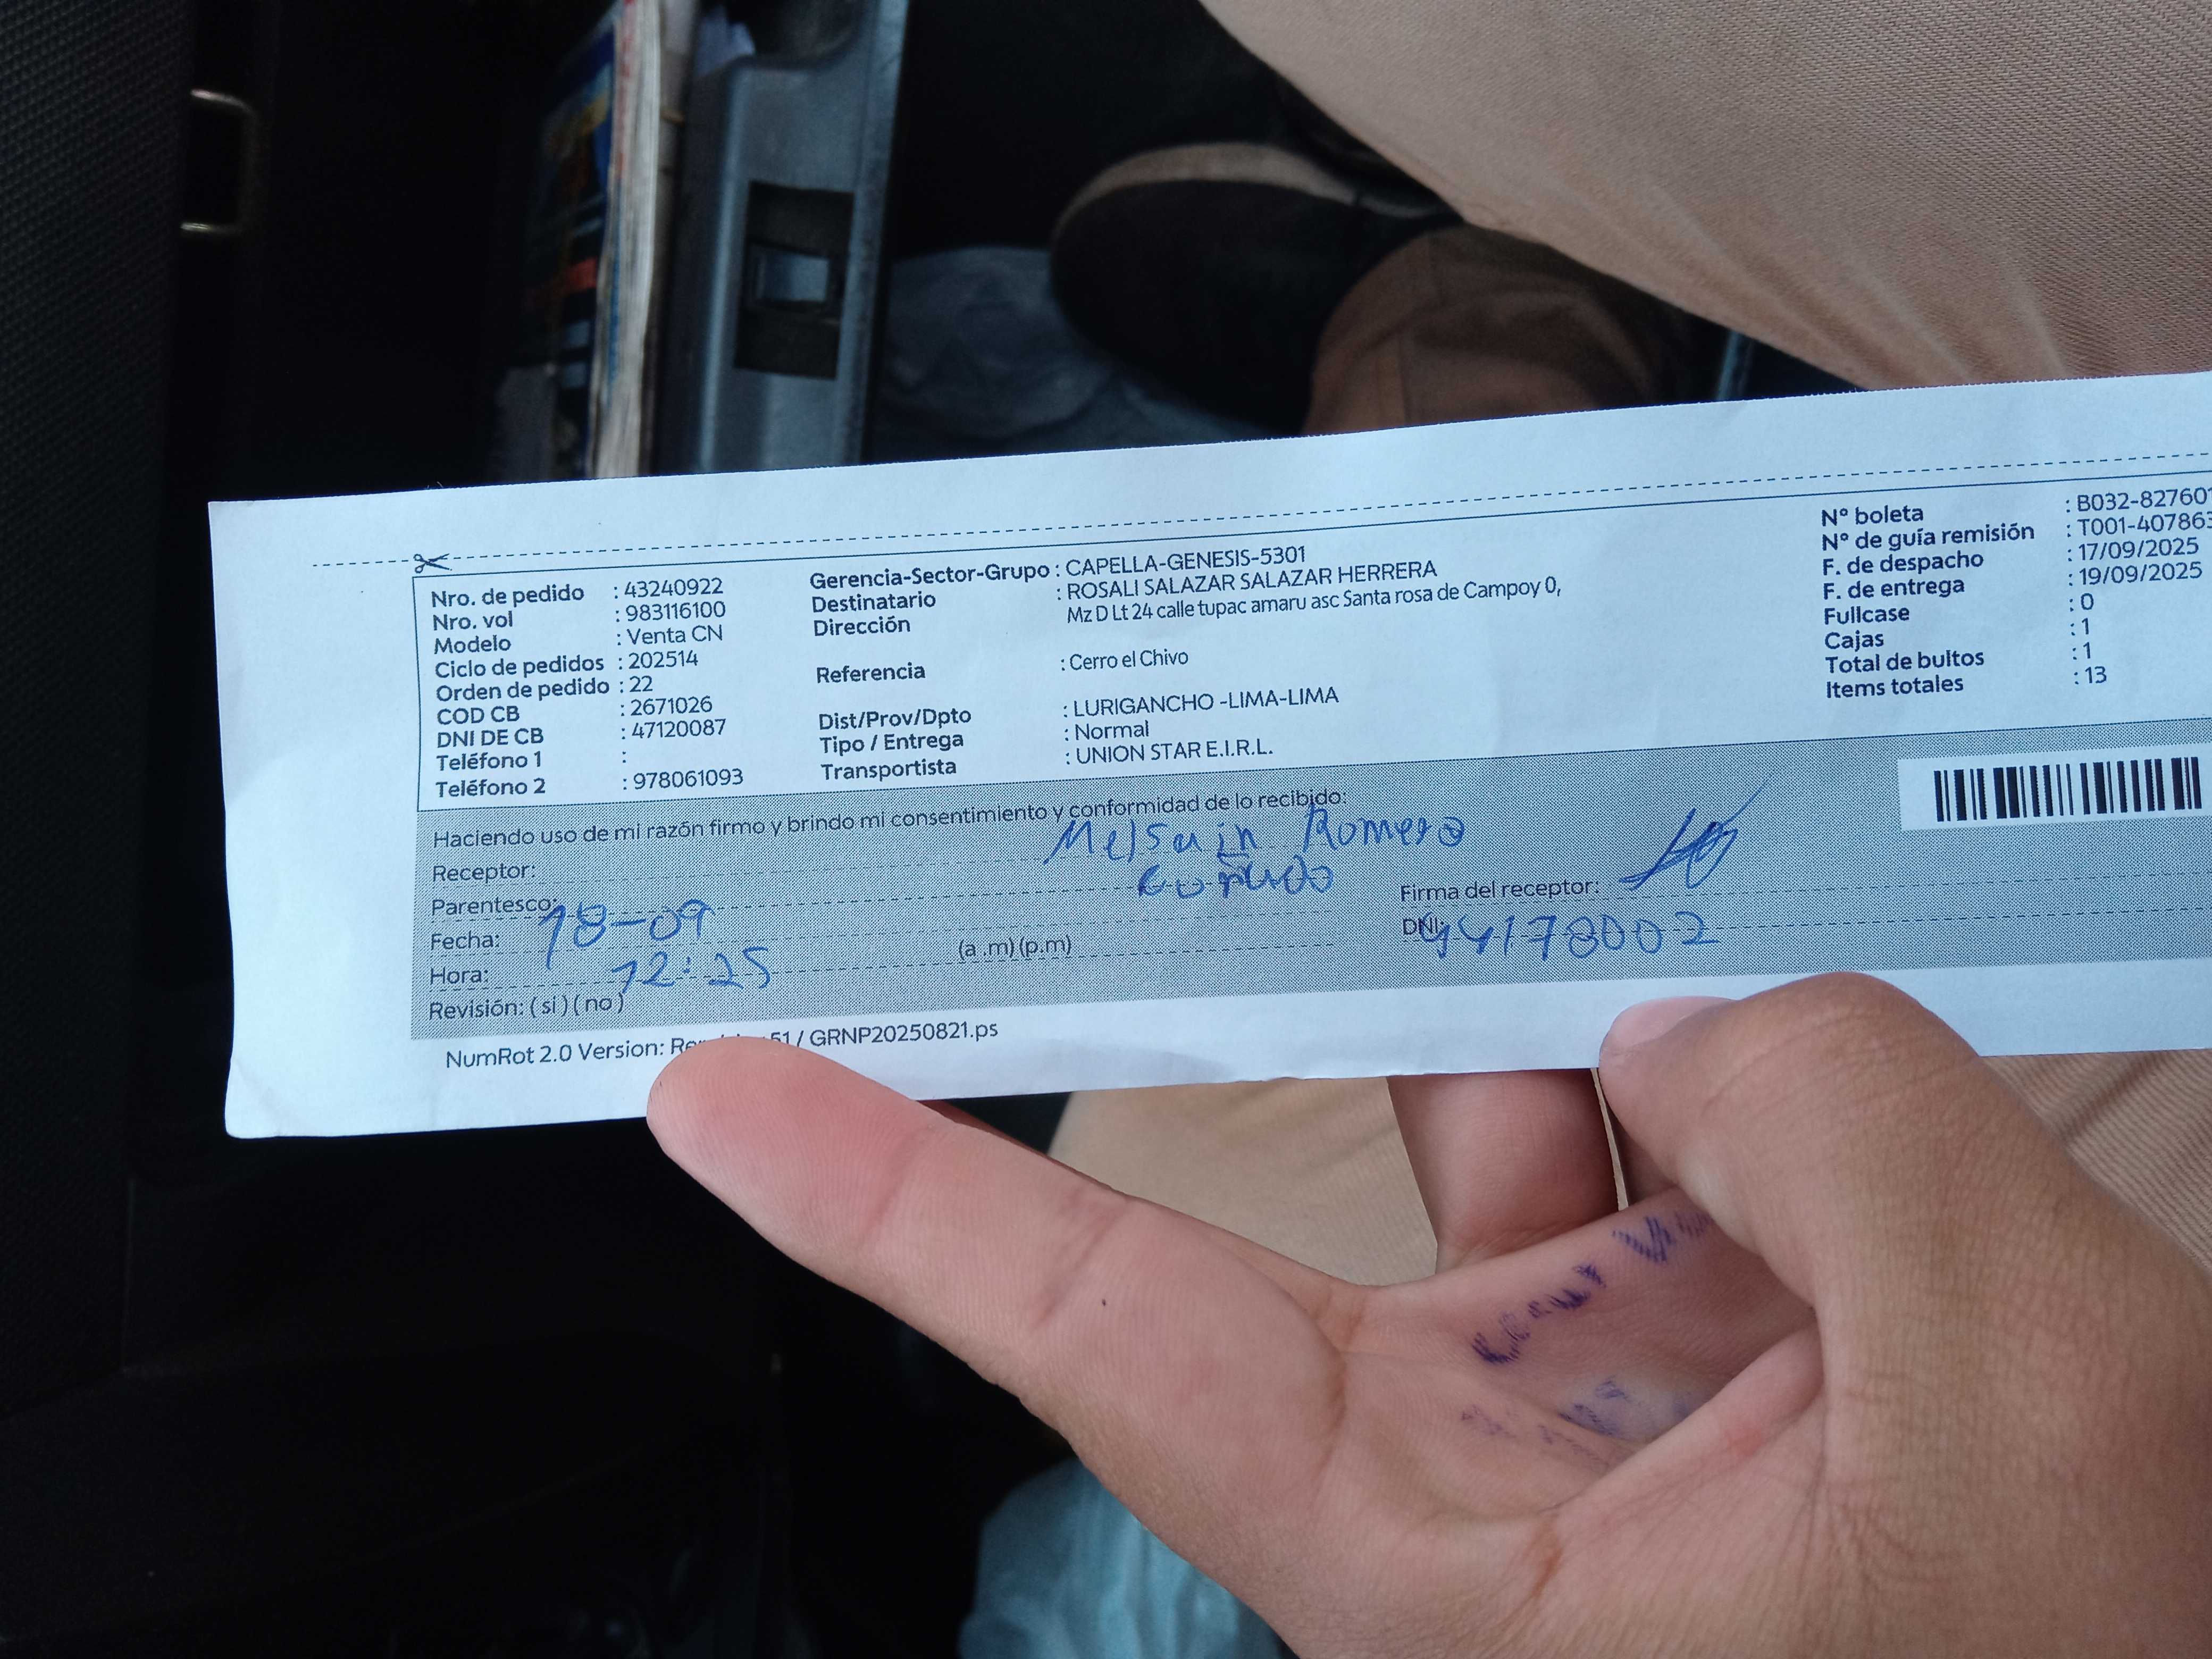 Nro. de pedido : 43240922
Nro. vol : 983116100
Modelo : Venta CN
Ciclo de pedidos : 202514
Orden de pedido : 22
COD CB : 2671026
DNI DE CB : 47120087
Teléfono 1 :
Teléfono 2 : 978061093
Gerencia-Sector-Grupo : CAPELLA-GENESIS-5301
Destinatario : ROSALI SALAZAR SALAZAR HERRERA
Dirección Mz D Lt 24 calle tupac amaru asc Santa rosa de Campoy 0,
Referencia : Cerro el Chivo
Dist/Prov/Dpto : LURIGANCHO -LIMA-LIMA
Tipo / Entrega : Normal
Transportista : UNION STAR E.I.R.L.
Nº boleta : B032-82760
Nº de guía remisión : T001-407863
F. de despacho : 17/09/2025
F. de entrega : 19/09/2025
Fullcase : 0
Cajas : 1
Total de bultos : 1
Items totales : 13
Haciendo uso de mi razón firmo y brindo mi consentimiento y conformidad de lo recibido:
Receptor: Romero
Parentesco:
Fecha: 18-09
Hora: 12:25 (a .m) (p.m)
Revisión: ( si ) ( no )
Firma del receptor:
DNI: 44178002
NumRot 2.0 Version: 51 / GRNP20250821.ps